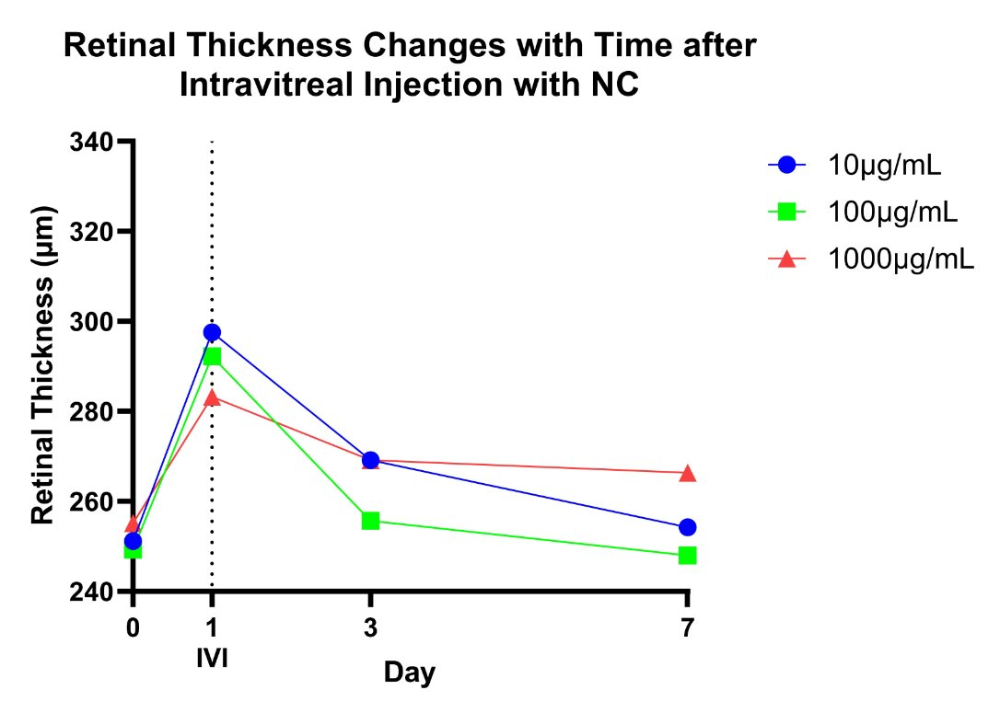 Retinal Thickness Changes with Time after
Intravitreal Injection with NC
340
320
300
280
260
240
Retinal Thickness (µm)
0
1
3
7
IVI
Day
10µg/mL
100µg/mL
1000µg/mL